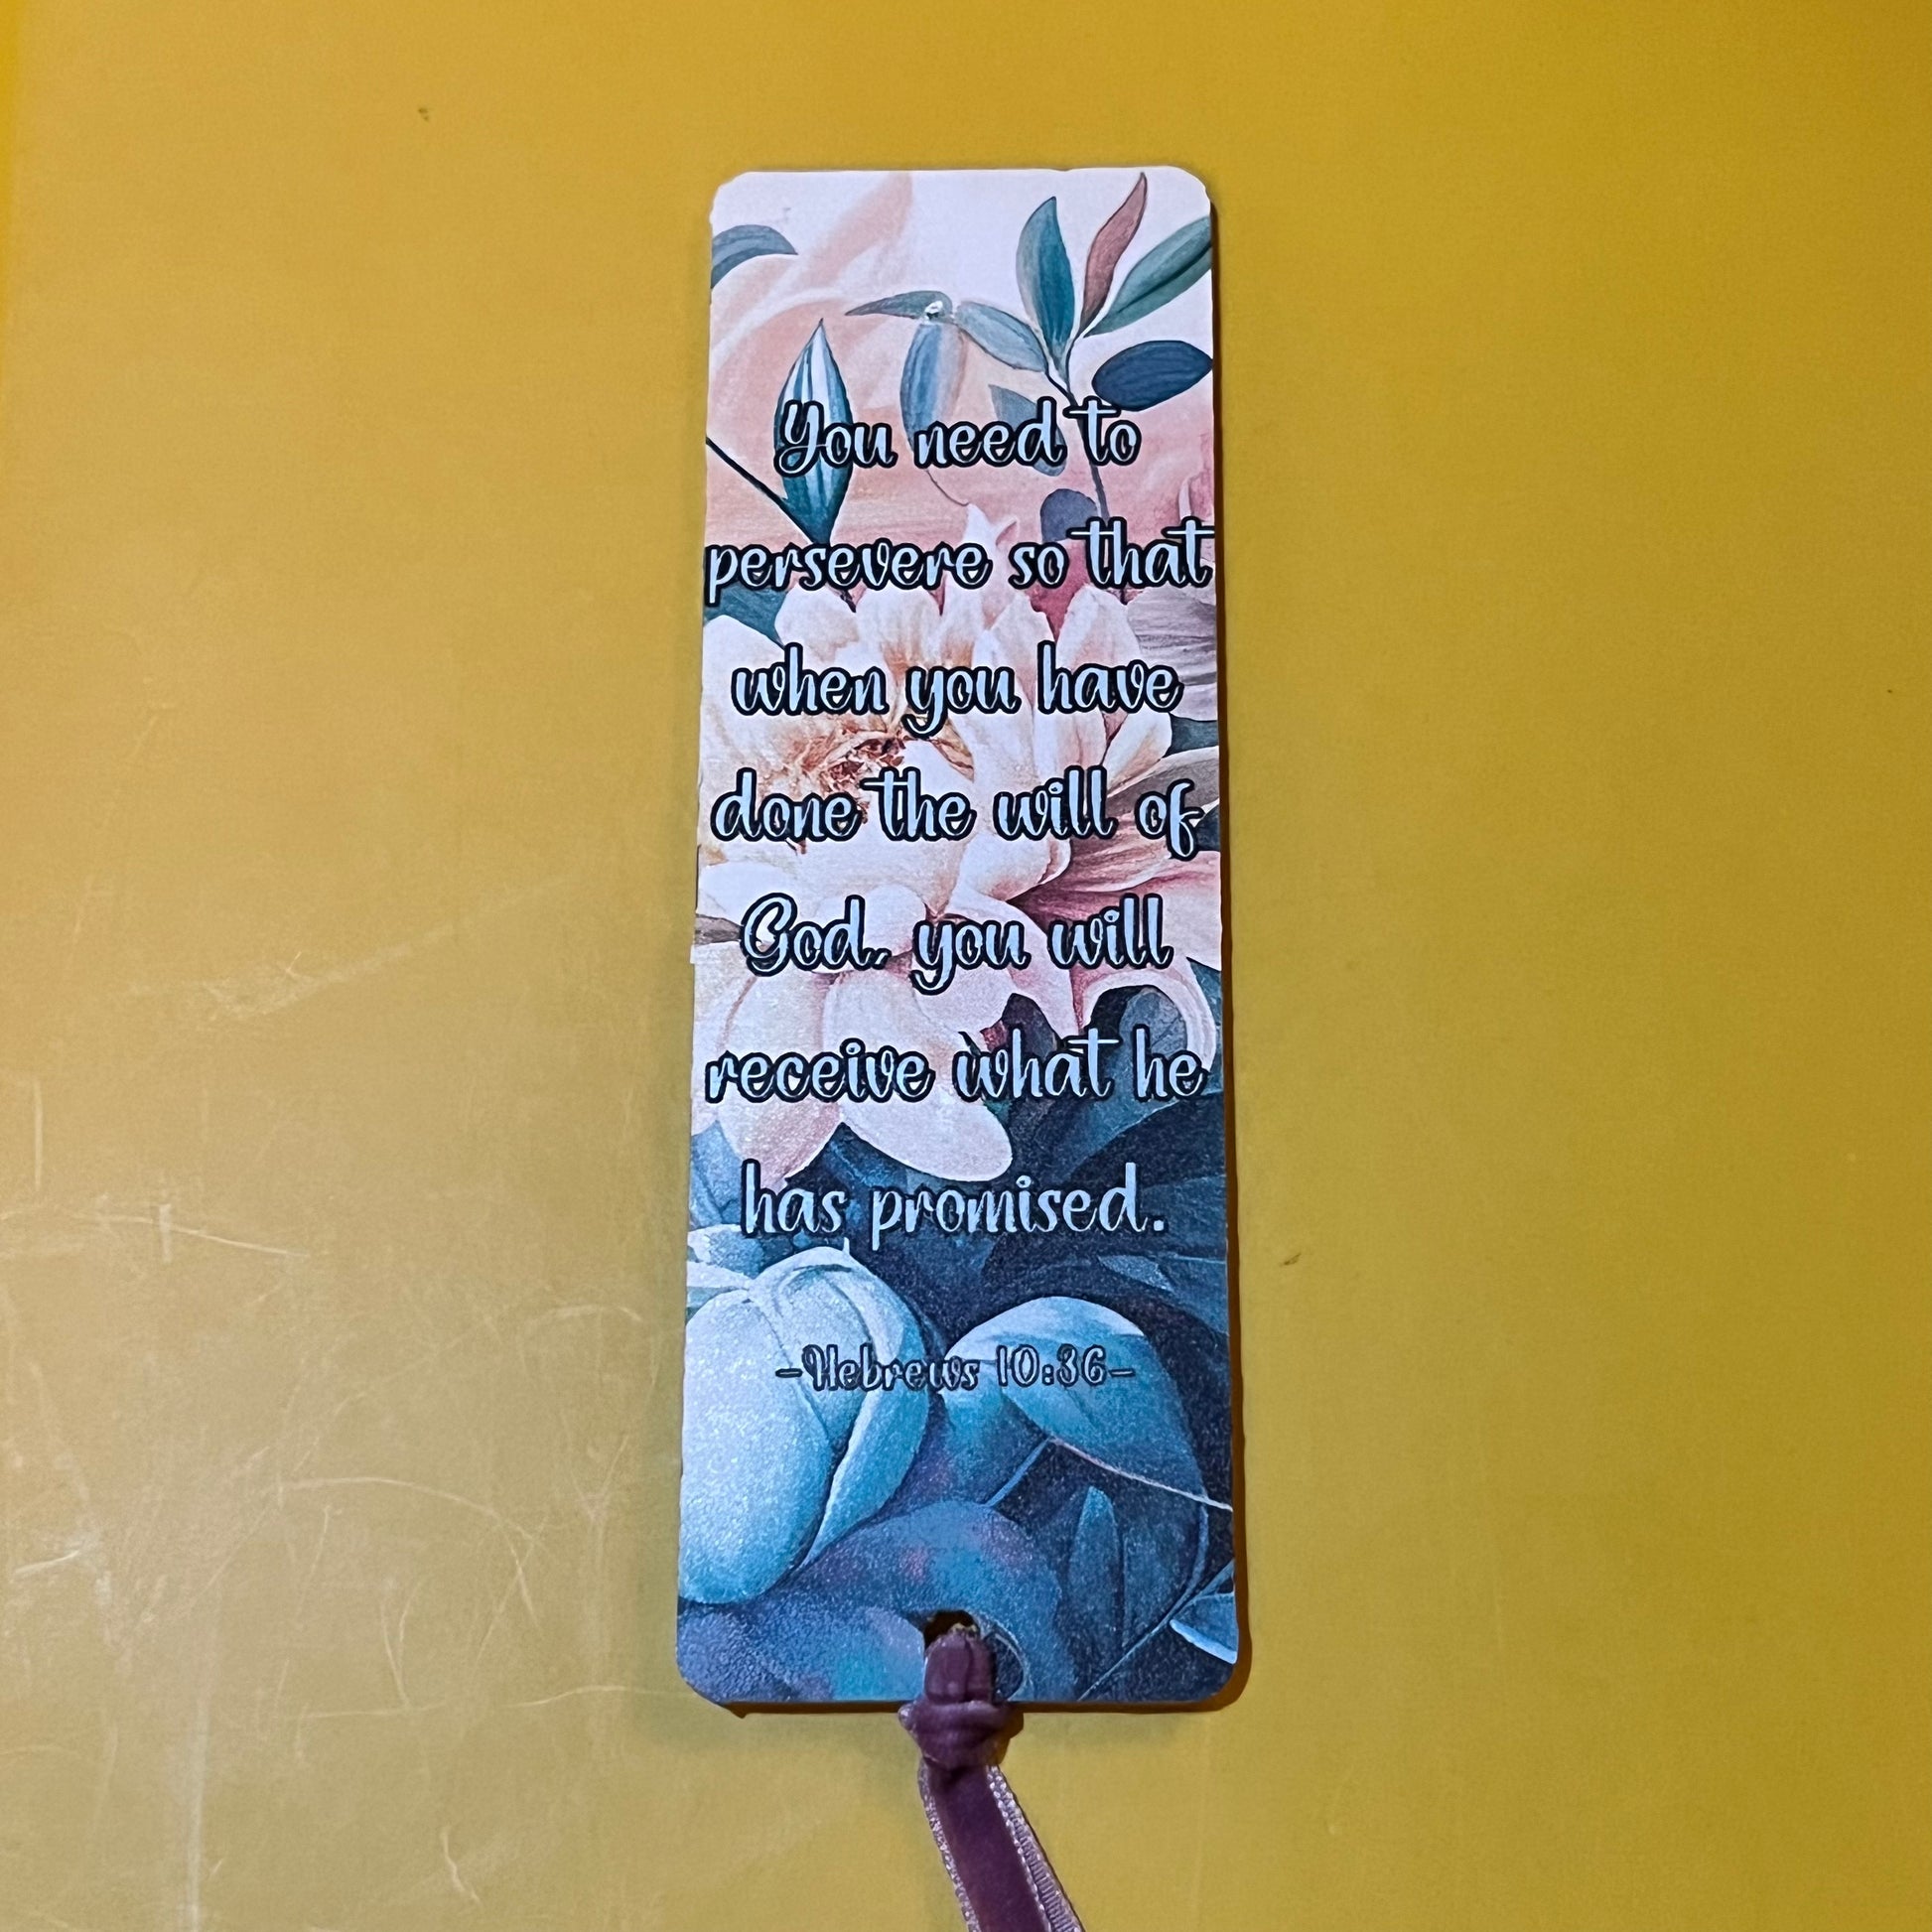 You need to
persevere so that
when you have
done the will of
God, you will
receive what he
has promised.
-Hebrews 10:36-